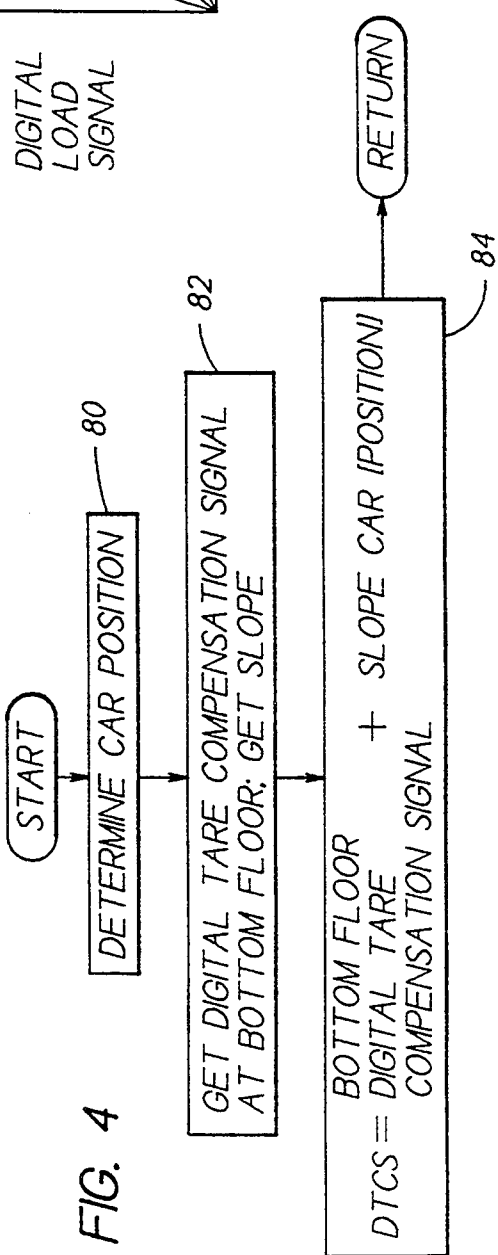 DIGITAL
LOAD
SIGNAL
FIG. 4
START
DETERMINE CAR POSITION
80
GET DIGITAL TARE COMPENSATION SIGNAL
AT BOTTOM FLOOR; GET SLOPE
82
BOTTOM FLOOR
DTCS = DIGITAL TARE + SLOPE CAR [POSITION]
COMPENSATION SIGNAL
84
RETURN